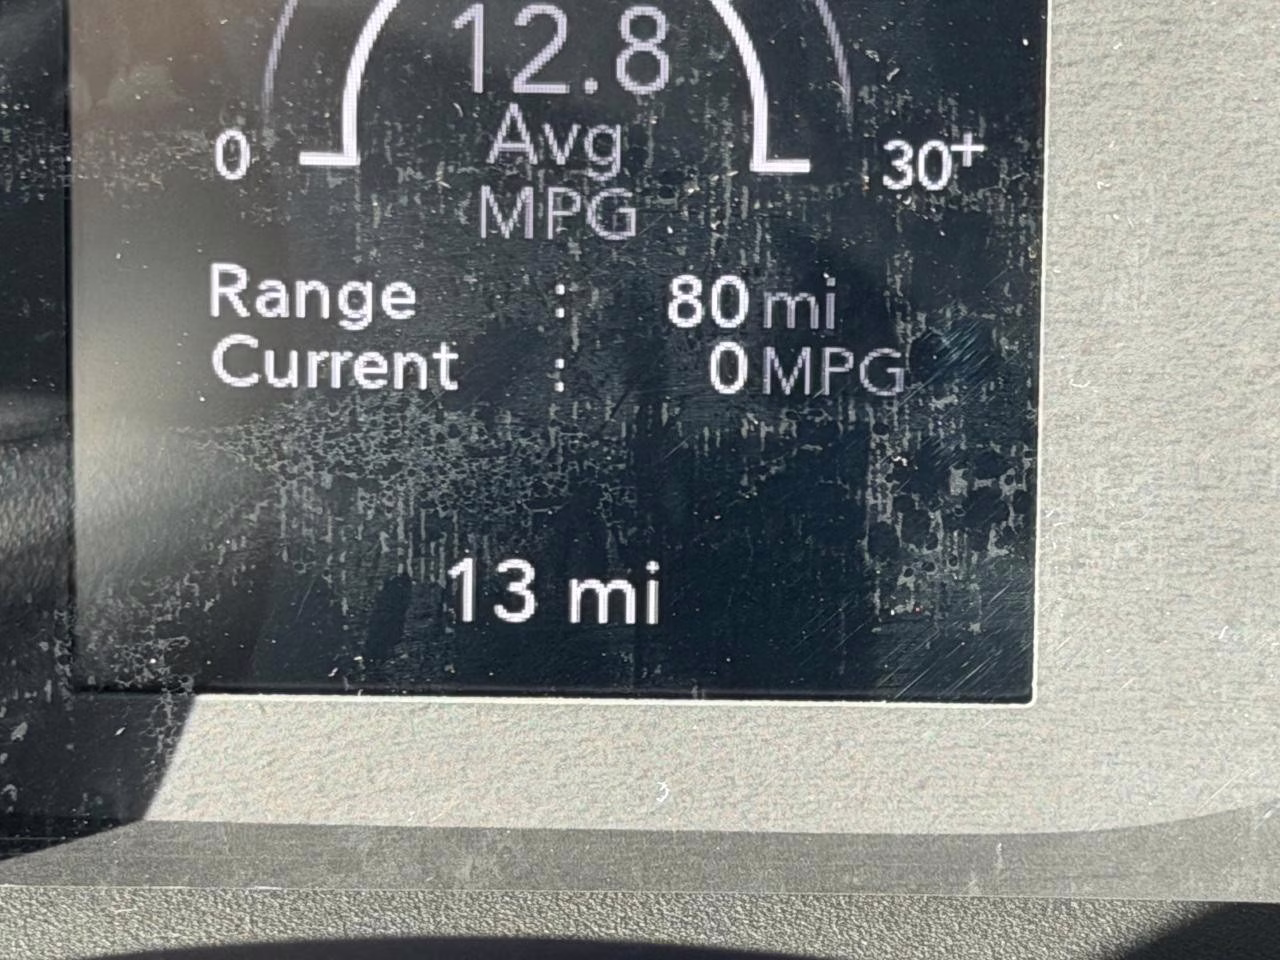 12.8
Avg
0
30+
MPG
Range : 80 mi
Current : 0 MPG
13 mi